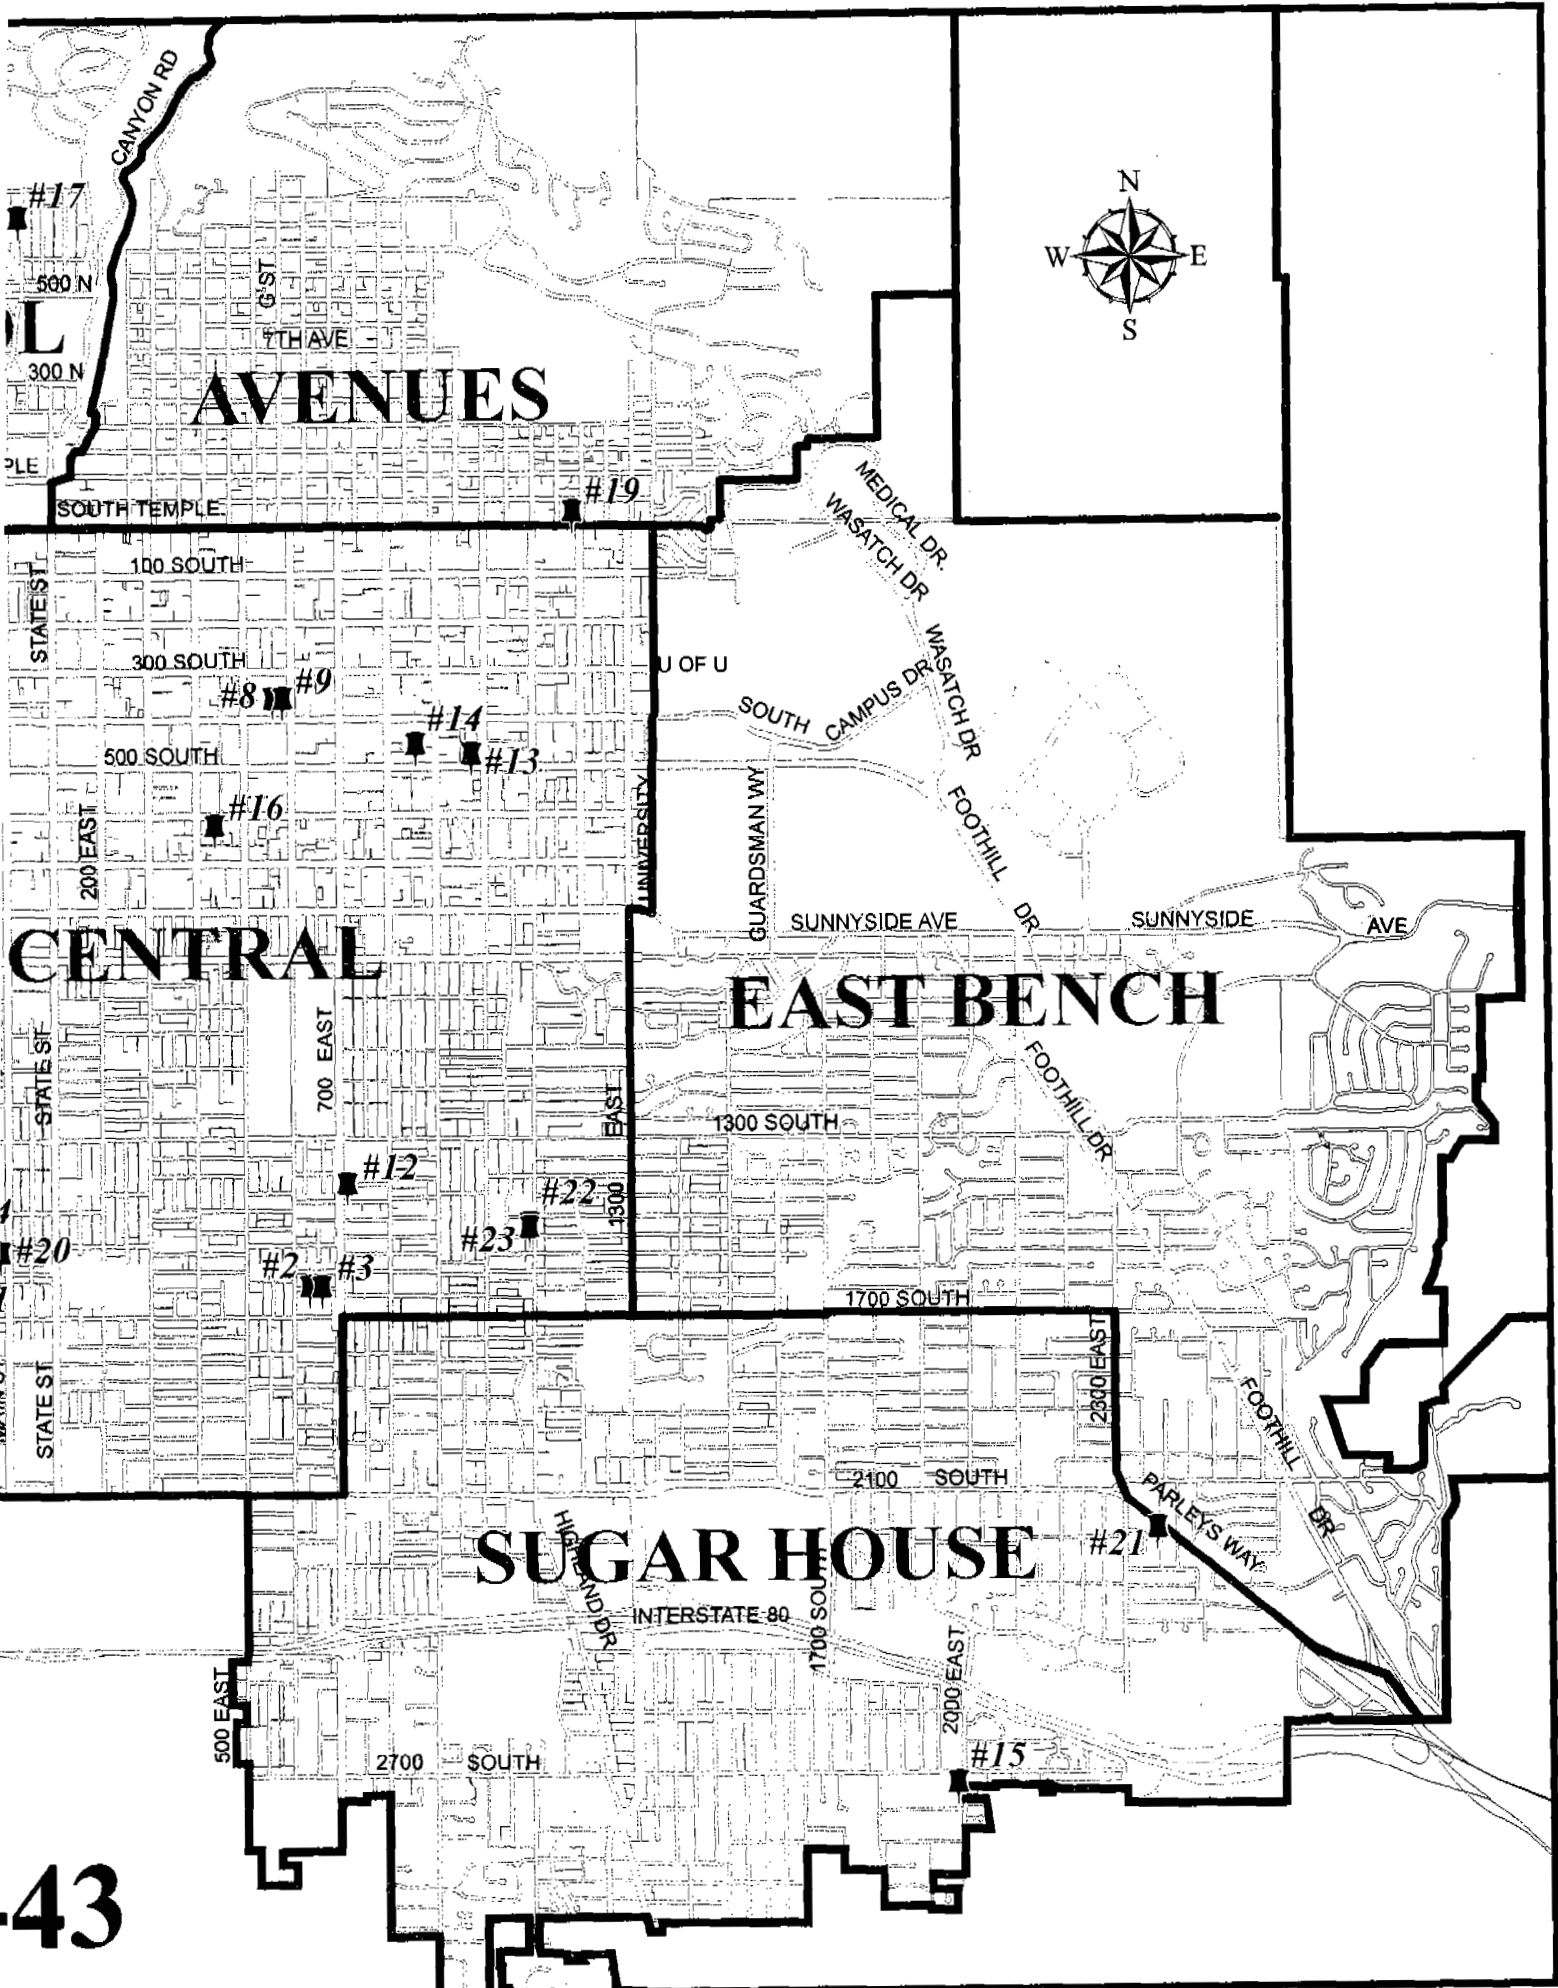 CANYON RD
#17
500 N
G ST
N
W E
S
7TH AVE
300 N
AVENUES
#19
SOUTH TEMPLE
MEDICAL DR.
WASATCH DR
100 SOUTH
STATE ST
300 SOUTH
U OF U
WASATCH DR
#8 #9
SOUTH CAMPUS DR
#14
500 SOUTH
#13
#16
200 EAST
UNIVERSITY
GUARDSMAN WY
FOOTHILL DR
SUNNYSIDE AVE
SUNNYSIDE AVE
CENTRAL
EAST BENCH
STATE ST
700 EAST
FOOTHILL DR
1300 EAST
1300 SOUTH
#12
#22
#23
#20
#2 #3
1700 SOUTH
2300 EAST
STATE ST
FOOTHILL DR
2100 SOUTH
PARLEYS WAY
#21
SUGAR HOUSE
HIGHLAND DR
INTERSTATE 80
1700 SOUTH
2000 EAST
500 EAST
2700 SOUTH
#15
-43